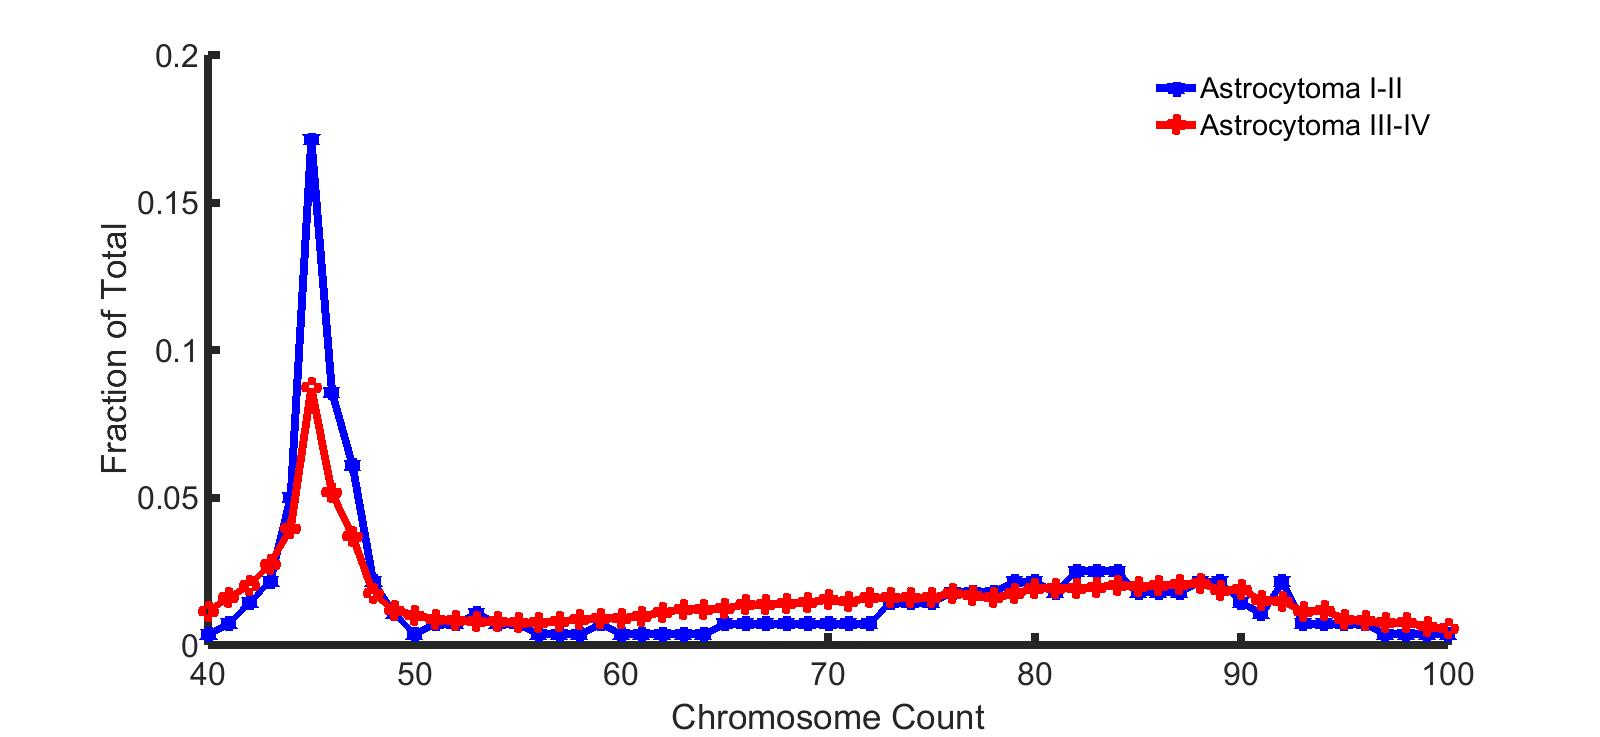 0.2
0.15
0.1
0.05
0
Fraction of Total
Astrocytoma I-II
Astrocytoma III-IV
40 50 60 70 80 90 100
Chromosome Count